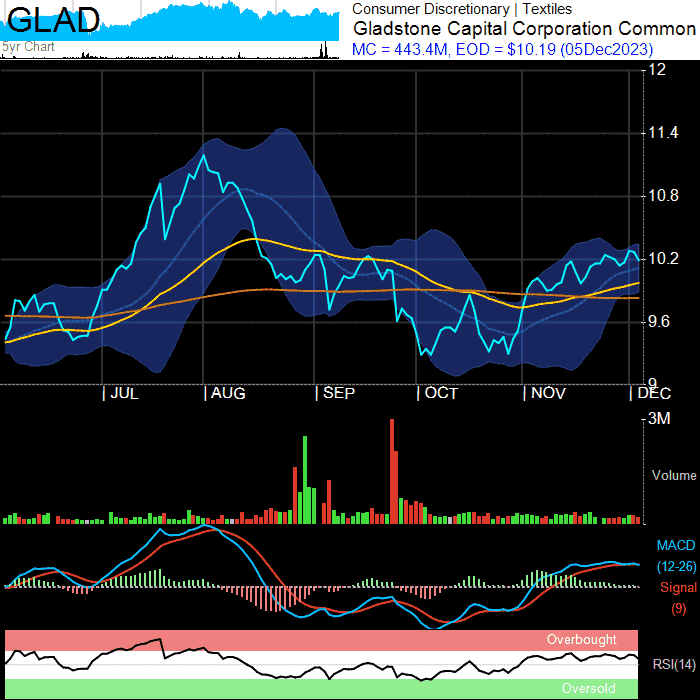 GLAD
5yr Chart
Consumer Discretionary | Textiles
Gladstone Capital Corporation Common
MC = 443.4M, EOD = $10.19 (05Dec2023)
12
11.4
10.8
10.2
9.6
9
| JUL | AUG | SEP | OCT | NOV | DEC
3M
Volume
MACD
(12-26)
Signal
(9)
Overbought
RSI(14)
Oversold